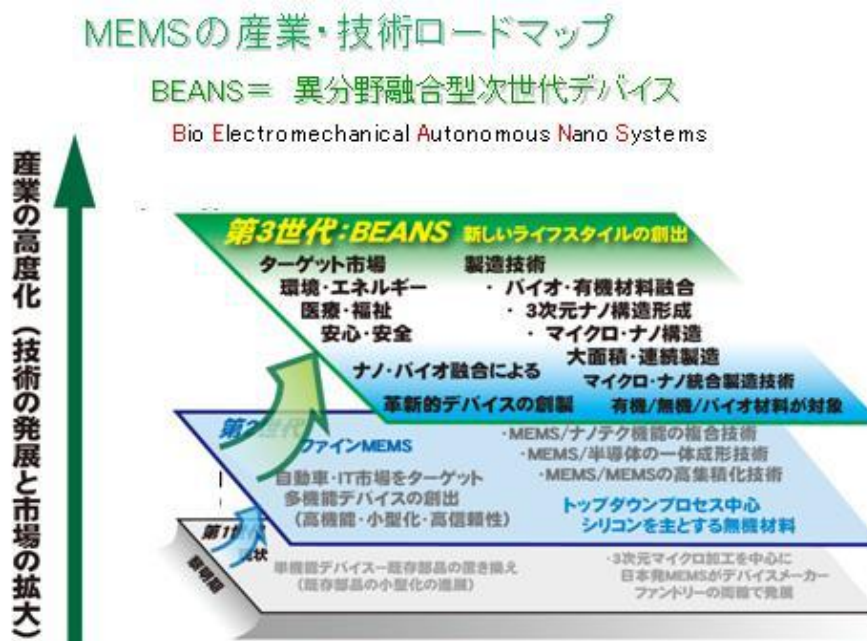 MEMSの産業・技術ロードマップ
BEANS＝ 異分野融合型次世代デバイス
Bio Electromechanical Autonomous Nano Systems
産業の高度化（技術の発展と市場の拡大）
第3世代：BEANS 新しいライフスタイルの創出
ターゲット市場
環境・エネルギー
医療・福祉
安心・安全
製造技術
・ バイオ・有機材料融合
・ 3次元ナノ構造形成
・ マイクロ・ナノ構造
大面積・連続製造
ナノ・バイオ融合による
革新的デバイスの創製
マイクロ・ナノ統合製造技術
有機/無機/バイオ材料が対象
第2世代
ファインMEMS
自動車・IT市場をターゲット
多機能デバイスの創出
（高機能・小型化・高信頼性）
・MEMS/ナノテク機能の複合技術
・MEMS/半導体の一体成形技術
・MEMS/MEMSの高集積化技術
トップダウンプロセス中心
シリコンを主とする無機材料
第1世代
現状
単機能デバイスー既存部品の置き換え
（既存部品の小型化の進展）
・3次元マイクロ加工を中心に
日本発MEMSがデバイスメーカー
ファンドリーの両輪で発展